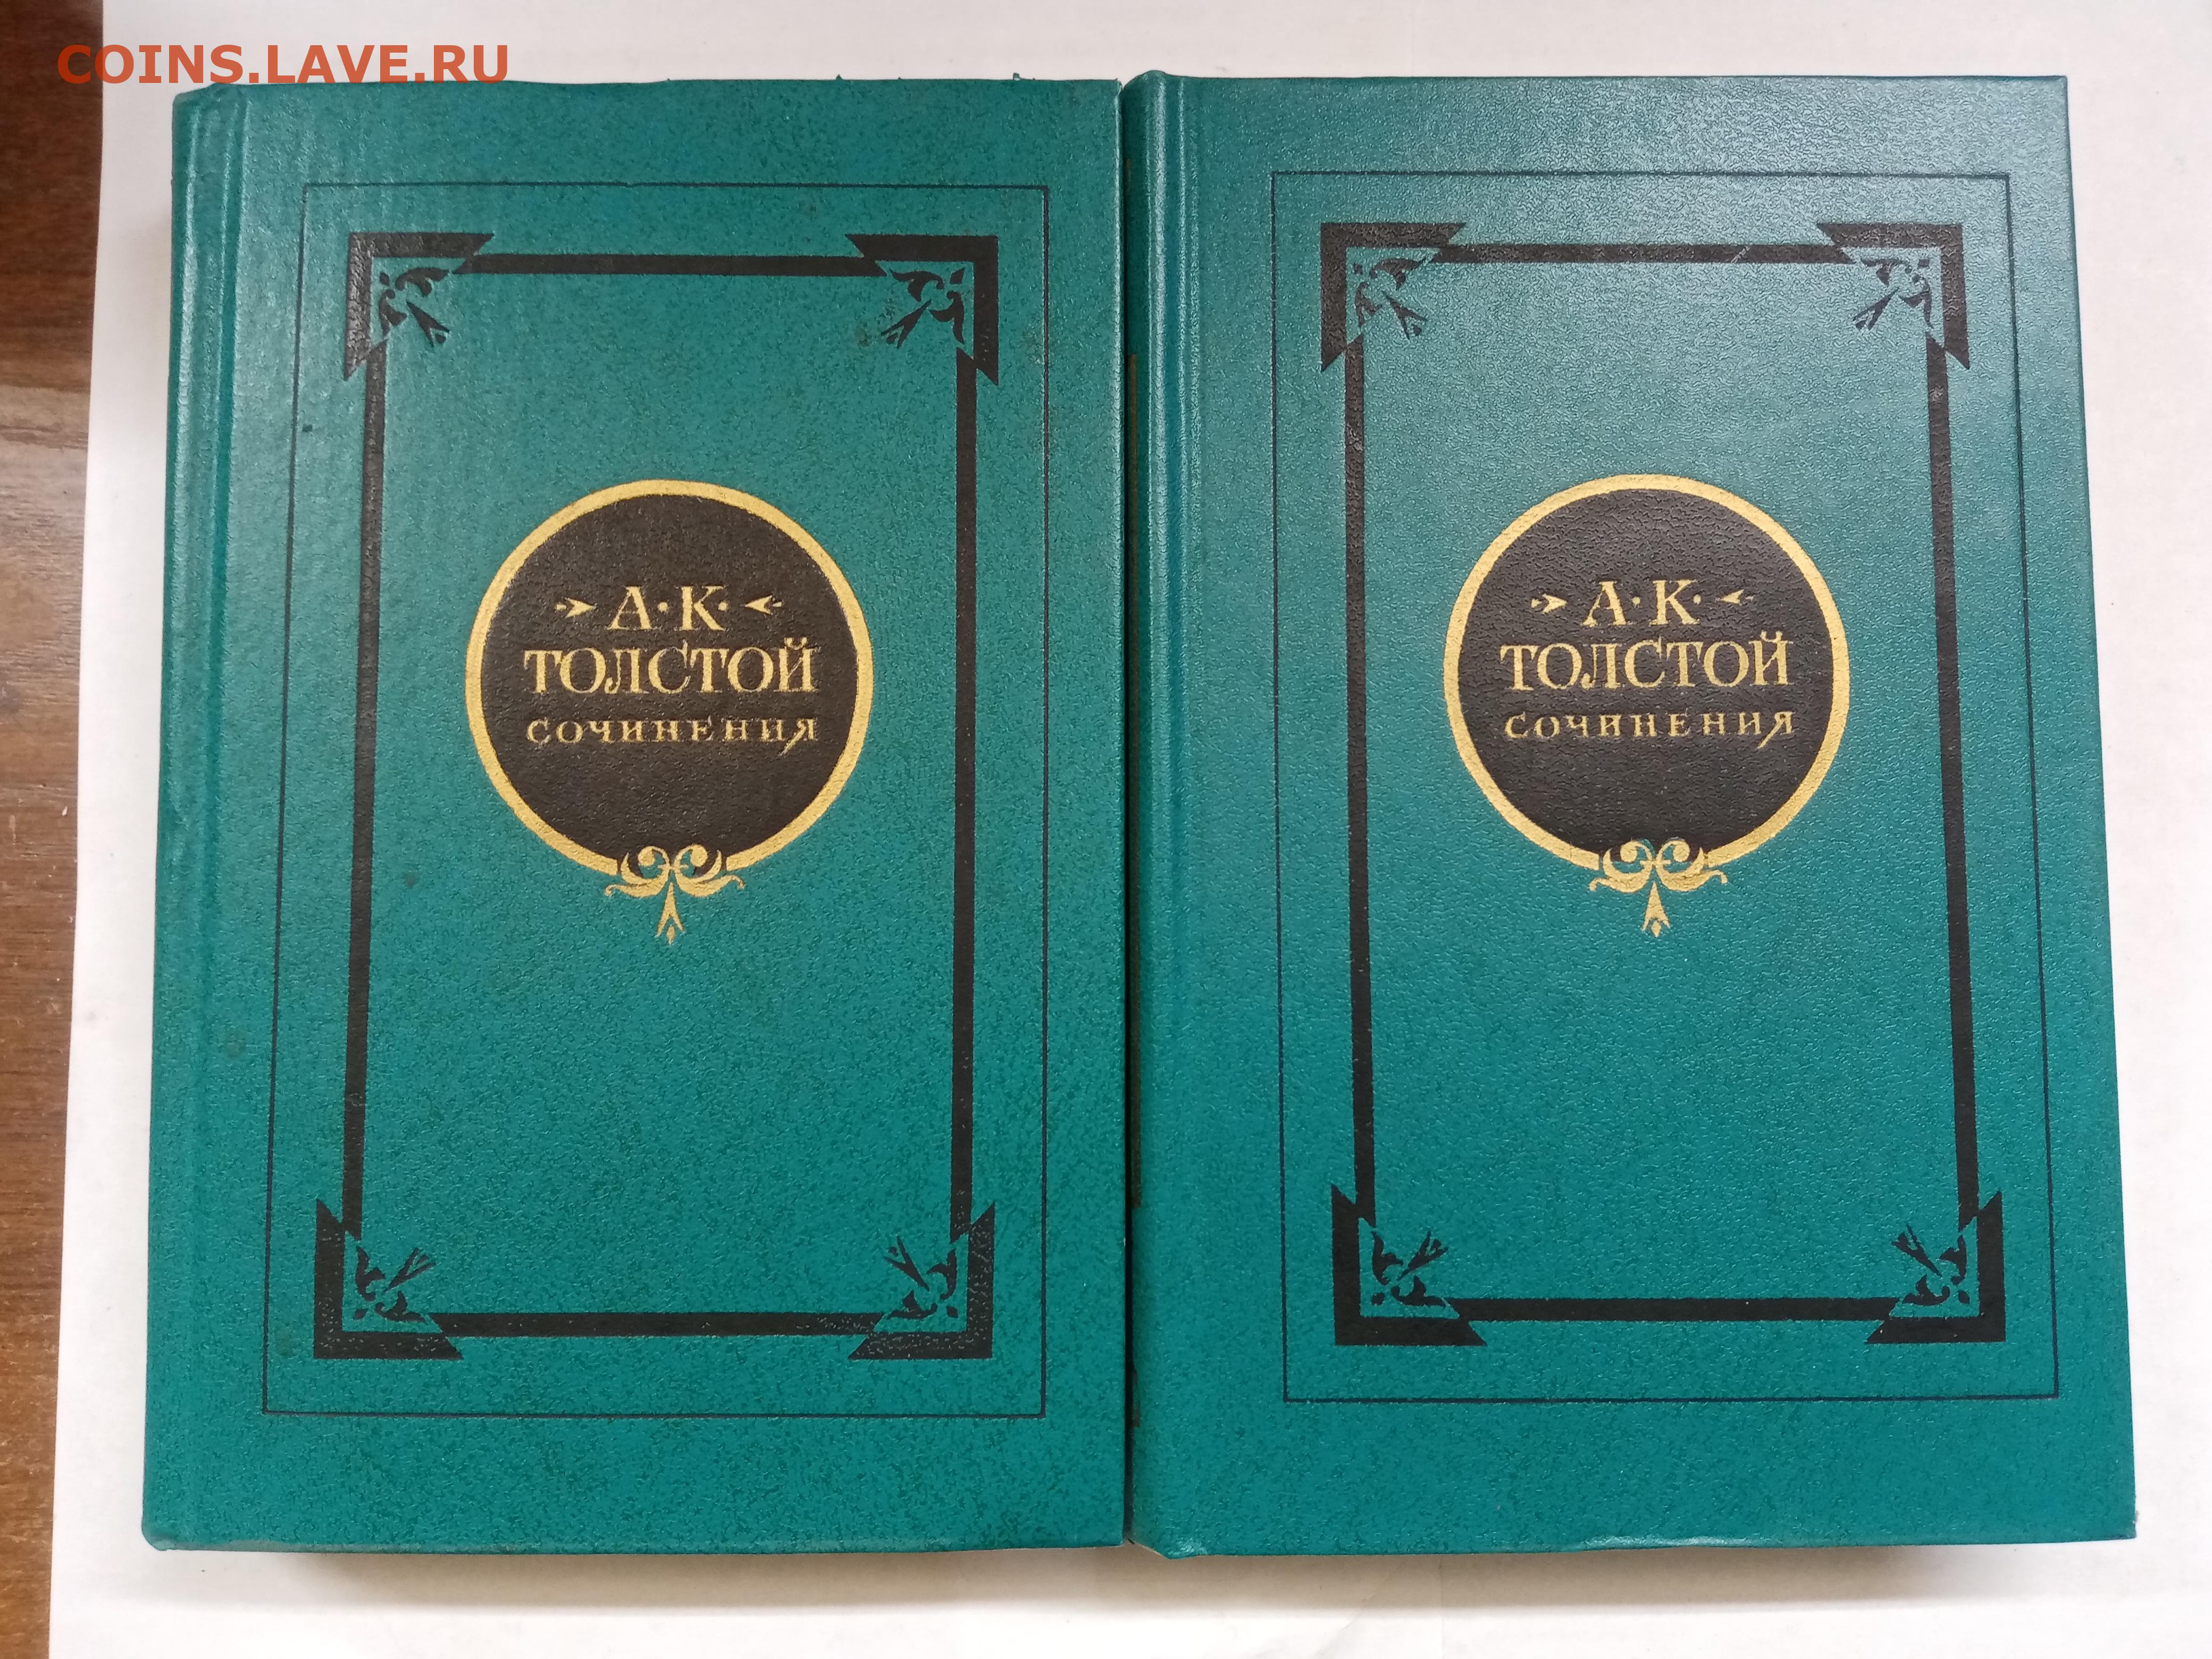 COINS.LAVE.RU
А·К·
ТОЛСТОЙ
СОЧИНЕНИЯ
А·К·
ТОЛСТОЙ
СОЧИНЕНИЯ